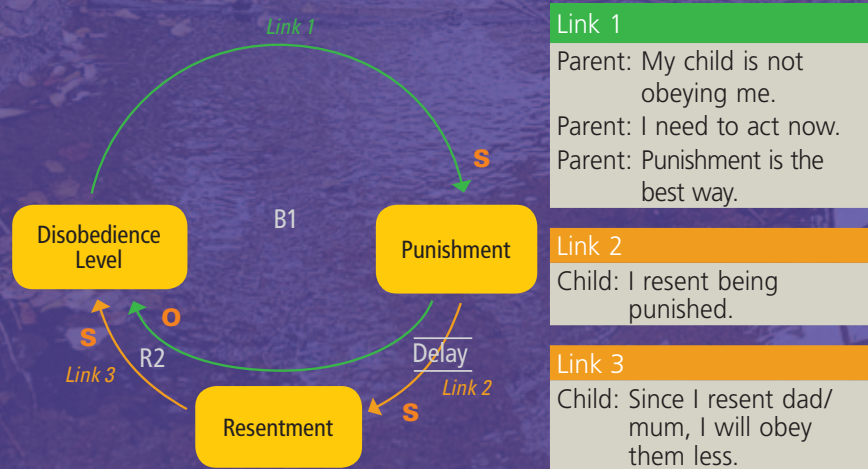 Link 1
S
B1
Disobedience
Level
Punishment
O
S
R2
Link 3
Delay
Link 2
S
Resentment
Link 1
Parent: My child is not
obeying me.
Parent: I need to act now.
Parent: Punishment is the
best way.
Link 2
Child: I resent being
punished.
Link 3
Child: Since I resent dad/
mum, I will obey
them less.